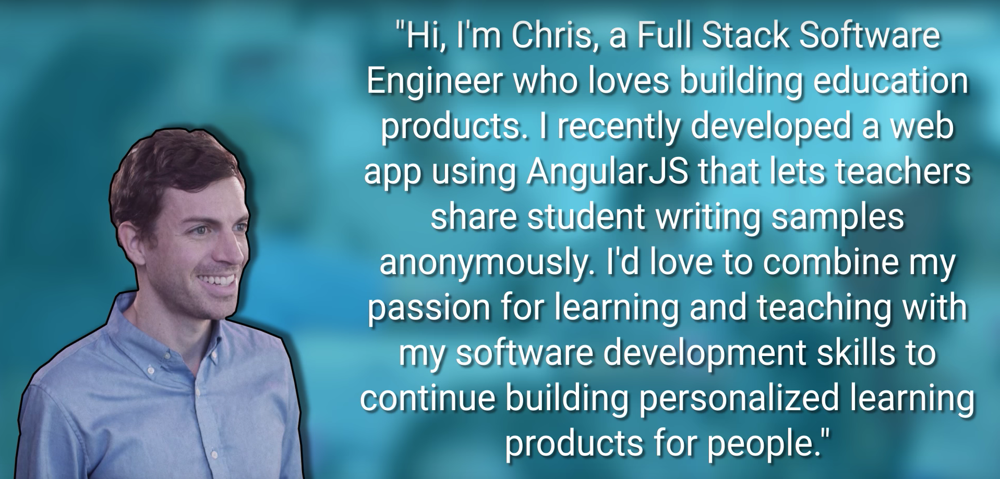 "Hi, I'm Chris, a Full Stack Software
Engineer who loves building education
products. I recently developed a web
app using AngularJS that lets teachers
share student writing samples
anonymously. I'd love to combine my
passion for learning and teaching with
my software development skills to
continue building personalized learning
products for people."